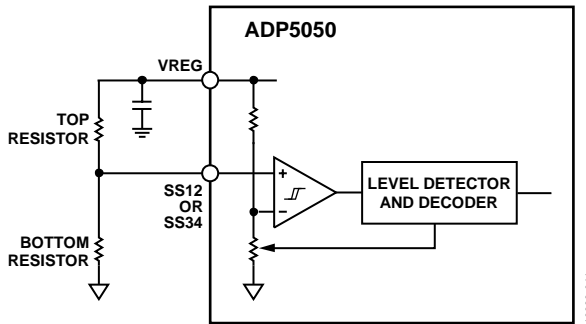 ADP5050
VREG
TOP
RESISTOR
SS12
OR
SS34
+
−
LEVEL DETECTOR
AND DECODER
BOTTOM
RESISTOR